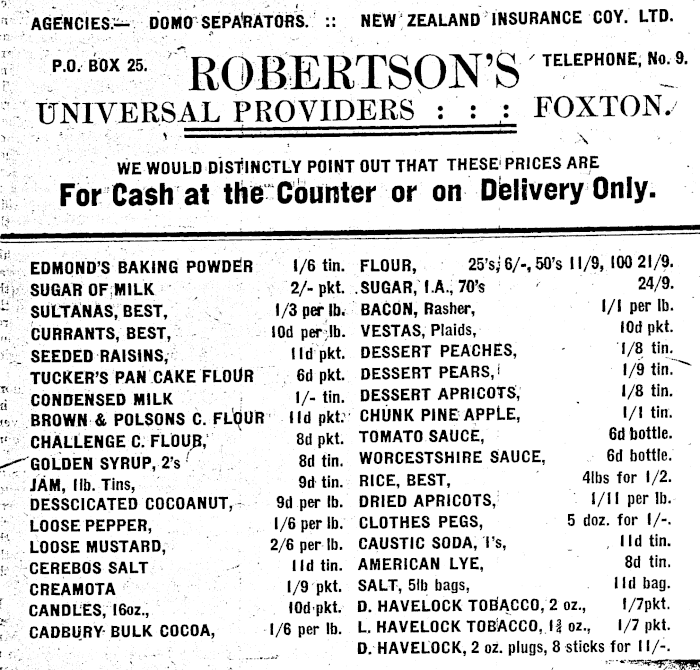 AGENCIES.— DOMO SEPARATORS. :: NEW ZEALAND INSURANCE COY. LTD.
P.O. BOX 25. ROBERTSON'S TELEPHONE, No. 9.
UNIVERSAL PROVIDERS : : : FOXTON.
WE WOULD DISTINCTLY POINT OUT THAT THESE PRICES ARE
For Cash at the Counter or on Delivery Only.
EDMOND'S BAKING POWDER 1/6 tin.
SUGAR OF MILK 2/- pkt.
SULTANAS, BEST, 1/3 per lb.
CURRANTS, BEST, 10d per lb.
SEEDED RAISINS, 11d pkt.
TUCKER'S PAN CAKE FLOUR 6d pkt.
CONDENSED MILK 1/- tin.
BROWN & POLSONS C. FLOUR 11d pkt.
CHALLENGE C. FLOUR, 8d pkt.
GOLDEN SYRUP, 2's 8d tin.
JAM, 1lb. Tins, 9d tin.
DESSCICATED COCOANUT, 9d per lb.
LOOSE PEPPER, 1/6 per lb.
LOOSE MUSTARD, 2/6 per lb.
CEREBOS SALT 11d tin.
CREAMOTA 1/9 pkt.
CANDLES, 16oz., 10d pkt.
CADBURY BULK COCOA, 1/6 per lb.
FLOUR, 25's, 6/-, 50's 11/9, 100 21/9.
SUGAR, 1.A., 70's 24/9.
BACON, Rasher, 1/1 per lb.
VESTAS, Plaids, 10d pkt.
DESSERT PEACHES, 1/8 tin.
DESSERT PEARS, 1/9 tin.
DESSERT APRICOTS, 1/8 tin.
CHUNK PINE APPLE, 1/1 tin.
TOMATO SAUCE, 6d bottle.
WORCESTSHIRE SAUCE, 6d bottle.
RICE, BEST, 4lbs for 1/2.
DRIED APRICOTS, 1/11 per lb.
CLOTHES PEGS, 5 doz. for 1/-.
CAUSTIC SODA, 1's, 11d tin.
AMERICAN LYE, 8d tin.
SALT, 5lb bags, 11d bag.
D. HAVELOCK TOBACCO, 2 oz., 1/7pkt.
L. HAVELOCK TOBACCO, 1¾ oz., 1/7 pkt.
D. HAVELOCK, 2 oz. plugs, 8 sticks for 11/-.